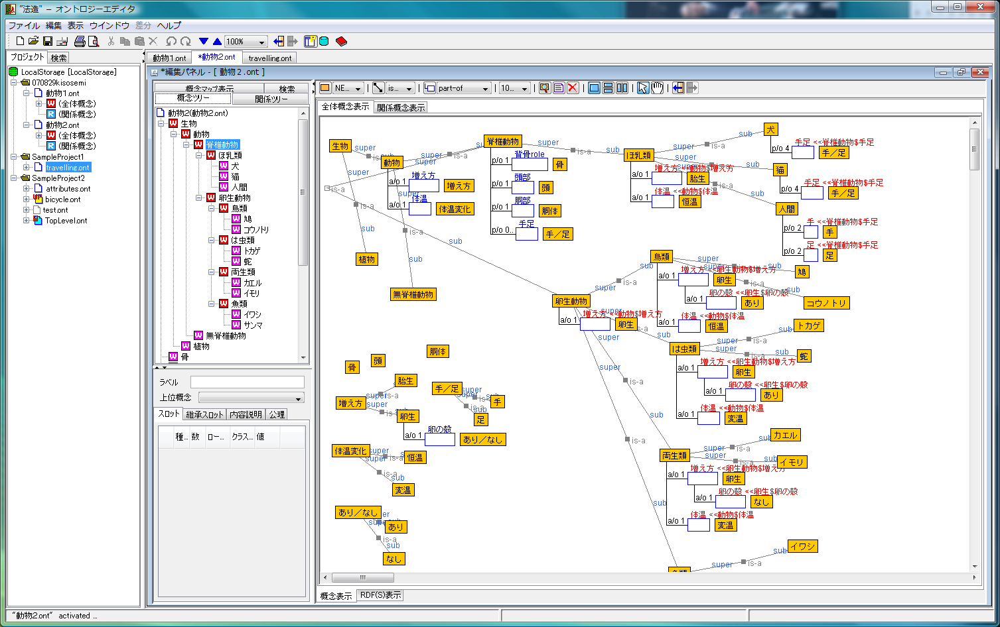 "法造" − オントロジーエディタ
ファイル 編集 表示 ウインドウ 差分 ヘルプ
100%
プロジェクト 検索
LocalStorage [LocalStorage]
070829kisosemi
動物1.ont
(全体概念)
(関係概念)
動物2.ont
(全体概念)
(関係概念)
SampleProject1
travelling.ont
SampleProject2
attributes.ont
bicycle.ont
test.ont
TopLevel.ont
動物1.ont *動物2.ont travelling.ont
*編集パネル - [ 動物２.ont ]
概念マップ表示 検索
概念ツリー 関係ツリー
動物2(動物2.ont)
生物
動物
脊椎動物
ほ乳類
犬
猫
人間
卵生動物
鳥類
鳩
コウノトリ
は虫類
トカゲ
蛇
両生類
カエル
イモリ
魚類
イワシ
サンマ
無脊椎動物
植物
骨
ラベル
上位概念
スロット 継承スロット 内容説明 公理
種... 数 ロー... クラス... 値
NE... is... part-of 10...
全体概念表示 関係概念表示
生物 super is-a sub
動物
a/o 1 増え方 増え方
a/o 1 体温 体温変化
super is-a sub
植物
super is-a sub
無脊椎動物
super is-a sub
脊椎動物
p/o 1 背骨role 骨
p/o 1 頭部 頭
p/o 1 胴部 胴体
p/o 0.. 手足 手／足
super is-a sub
ほ乳類
a/o 1 増え方 <<動物$増え方 胎生
a/o 1 体温 <<動物$体温 恒温
super is-a sub
犬
p/o 4 手足 <<脊椎動物$手足 手／足
super is-a sub
猫
p/o 4 手足 <<脊椎動物$手足 手／足
super is-a sub
人間
p/o 2 手 <<脊椎動物$手足 手
p/o 2 足 <<脊椎動物$手足 足
is-a sub
卵生動物
a/o 1 増え方 <<動物$増え方 卵生
super is-a sub
鳥類
a/o 1 増え方 <<卵生動物$増え方 卵生
a/o 1 卵の殻 <<卵生$卵の殻 あり
a/o 1 体温 <<動物$体温 恒温
super sub
鳩
super is-a sub
コウノトリ
super is-a sub
は虫類
a/o 1 増え方 <<卵生動物$増え方 卵生
a/o 1 卵の殻 <<卵生$卵の殻 あり
a/o 1 体温 <<動物$体温 変温
super is-a sub
トカゲ
super is-a sub
蛇
super is-a sub
両生類
a/o 1 増え方 <<卵生動物$増え方 卵生
a/o 1 卵の殻 <<卵生$卵の殻 なし
a/o 1 体温 <<動物$体温 変温
super is-a sub
カエル
super is-a sub
イモリ
super is-a sub
super is-a sub
イワシ
骨 頭 胴体
増え方 super is-a 胎生
super is-a 卵生
a/o 1 卵の殻 あり／なし
手／足 super is-a 手
super is-a 足
体温変化 super is-a 恒温
super is-a sub 変温
あり／なし super sub あり
is-a sub なし
概念表示 RDF(S)表示
"動物2.ont" activated ...